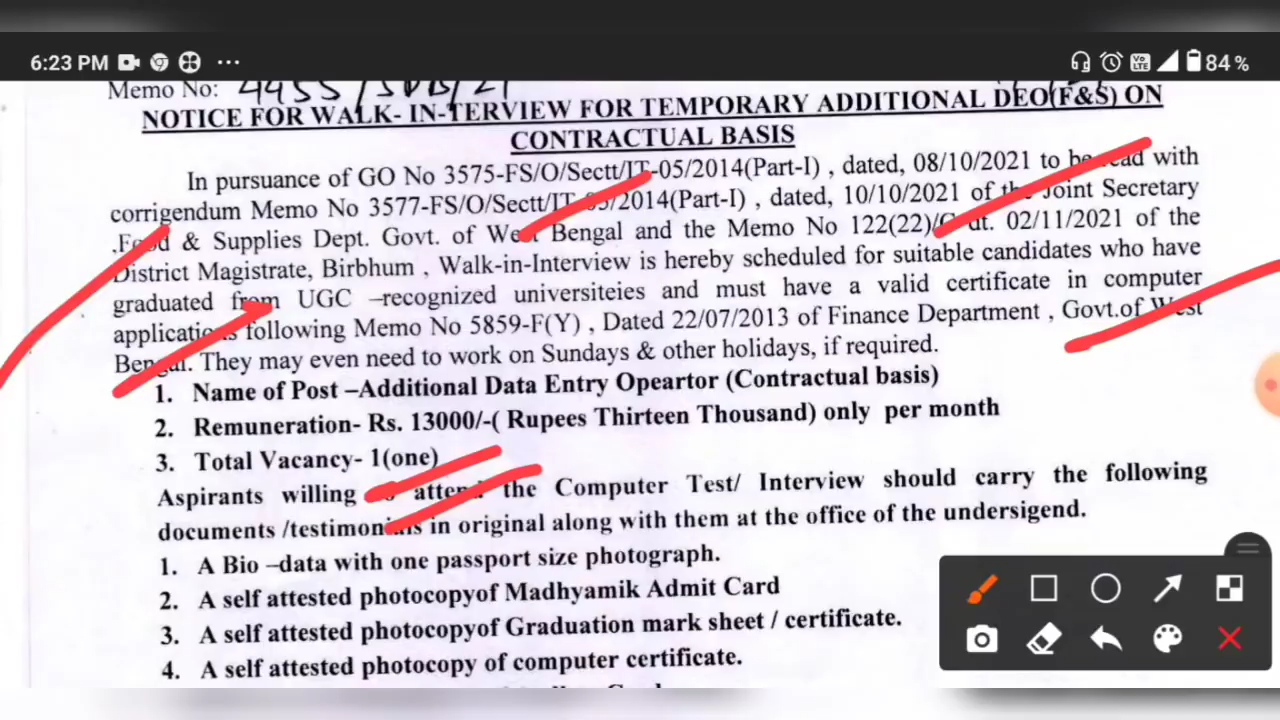 6:23 PM ... 84%
Memo No: 4455/SDB/21
NOTICE FOR WALK- IN-TERVIEW FOR TEMPORARY ADDITIONAL DEO(F&S) ON
CONTRACTUAL BASIS
In pursuance of GO No 3575-FS/O/Sectt/IT-05/2014(Part-I) , dated, 08/10/2021 to be read with
corrigendum Memo No 3577-FS/O/Sectt/IT-05/2014(Part-I) , dated, 10/10/2021 of the Joint Secretary
,Food & Supplies Dept. Govt. of West Bengal and the Memo No 122(22)/ dt. 02/11/2021 of the
District Magistrate, Birbhum , Walk-in-Interview is hereby scheduled for suitable candidates who have
graduated from UGC –recognized universiteies and must have a valid certificate in computer
applications following Memo No 5859-F(Y) , Dated 22/07/2013 of Finance Department , Govt.of West
Bengal. They may even need to work on Sundays & other holidays, if required.
1. Name of Post –Additional Data Entry Opeartor (Contractual basis)
2. Remuneration- Rs. 13000/-( Rupees Thirteen Thousand) only per month
3. Total Vacancy- 1(one)
Aspirants willing to attend the Computer Test/ Interview should carry the following
documents /testimonials in original along with them at the office of the undersigend.
1. A Bio –data with one passport size photograph.
2. A self attested photocopyof Madhyamik Admit Card
3. A self attested photocopyof Graduation mark sheet / certificate.
4. A self attested photocopy of computer certificate.